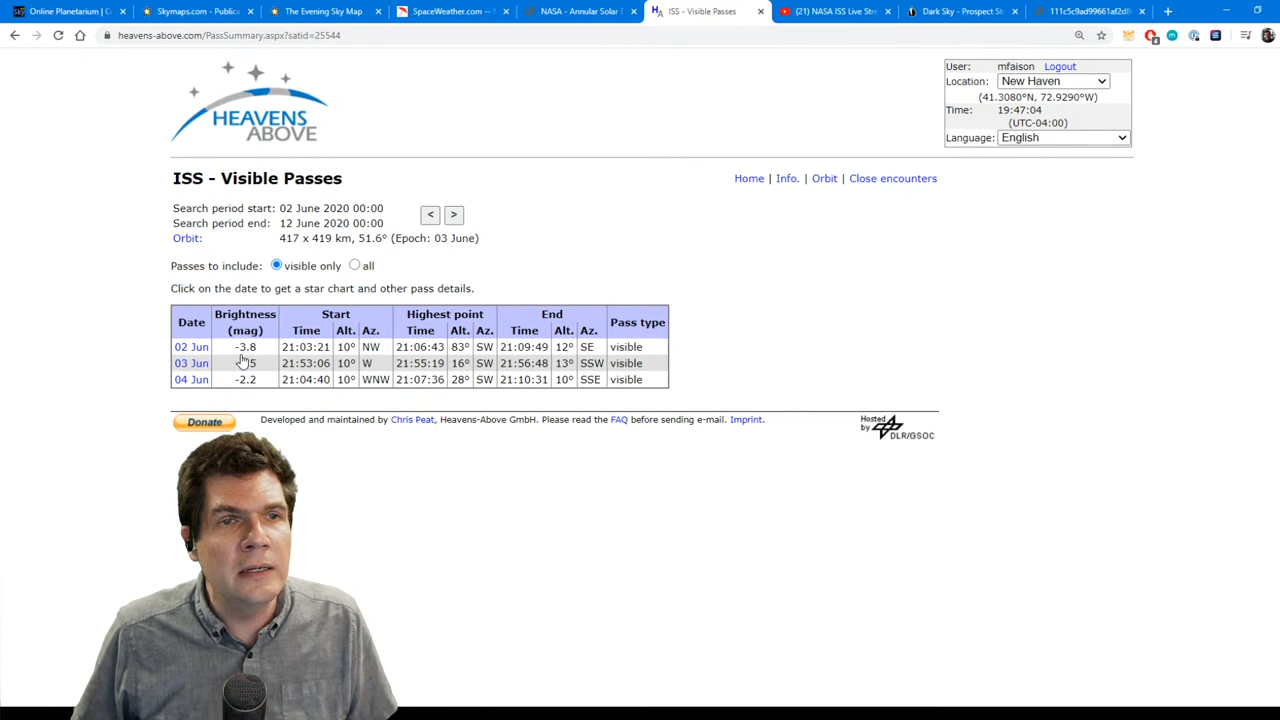 Online Planetarium | C
Skymaps.com - Publica
The Evening Sky Map
SpaceWeather.com -- N
NASA - Annular Solar E
ISS - Visible Passes
(21) NASA ISS Live Stre
Dark Sky - Prospect St
111c5c9ad99661af2d8
heavens-above.com/PassSummary.aspx?satid=25544
HEAVENS
ABOVE
User: mfaison Logout
Location: New Haven
(41.3080°N, 72.9290°W)
Time: 19:47:04
(UTC-04:00)
Language: English
ISS - Visible Passes
Home | Info. | Orbit | Close encounters
Search period start: 02 June 2020 00:00
Search period end: 12 June 2020 00:00
< >
Orbit: 417 x 419 km, 51.6° (Epoch: 03 June)
Passes to include: visible only all
Click on the date to get a star chart and other pass details.
Date Brightness (mag) Start Highest point End Pass type
Time Alt. Az. Time Alt. Az. Time Alt. Az.
02 Jun -3.8 21:03:21 10° NW 21:06:43 83° SW 21:09:49 12° SE visible
03 Jun 21:53:06 10° W 21:55:19 16° SW 21:56:48 13° SSW visible
04 Jun -2.2 21:04:40 10° WNW 21:07:36 28° SW 21:10:31 10° SSE visible
Donate
Developed and maintained by Chris Peat, Heavens-Above GmbH. Please read the FAQ before sending e-mail. Imprint.
Hosted
by
DLR/GSOC